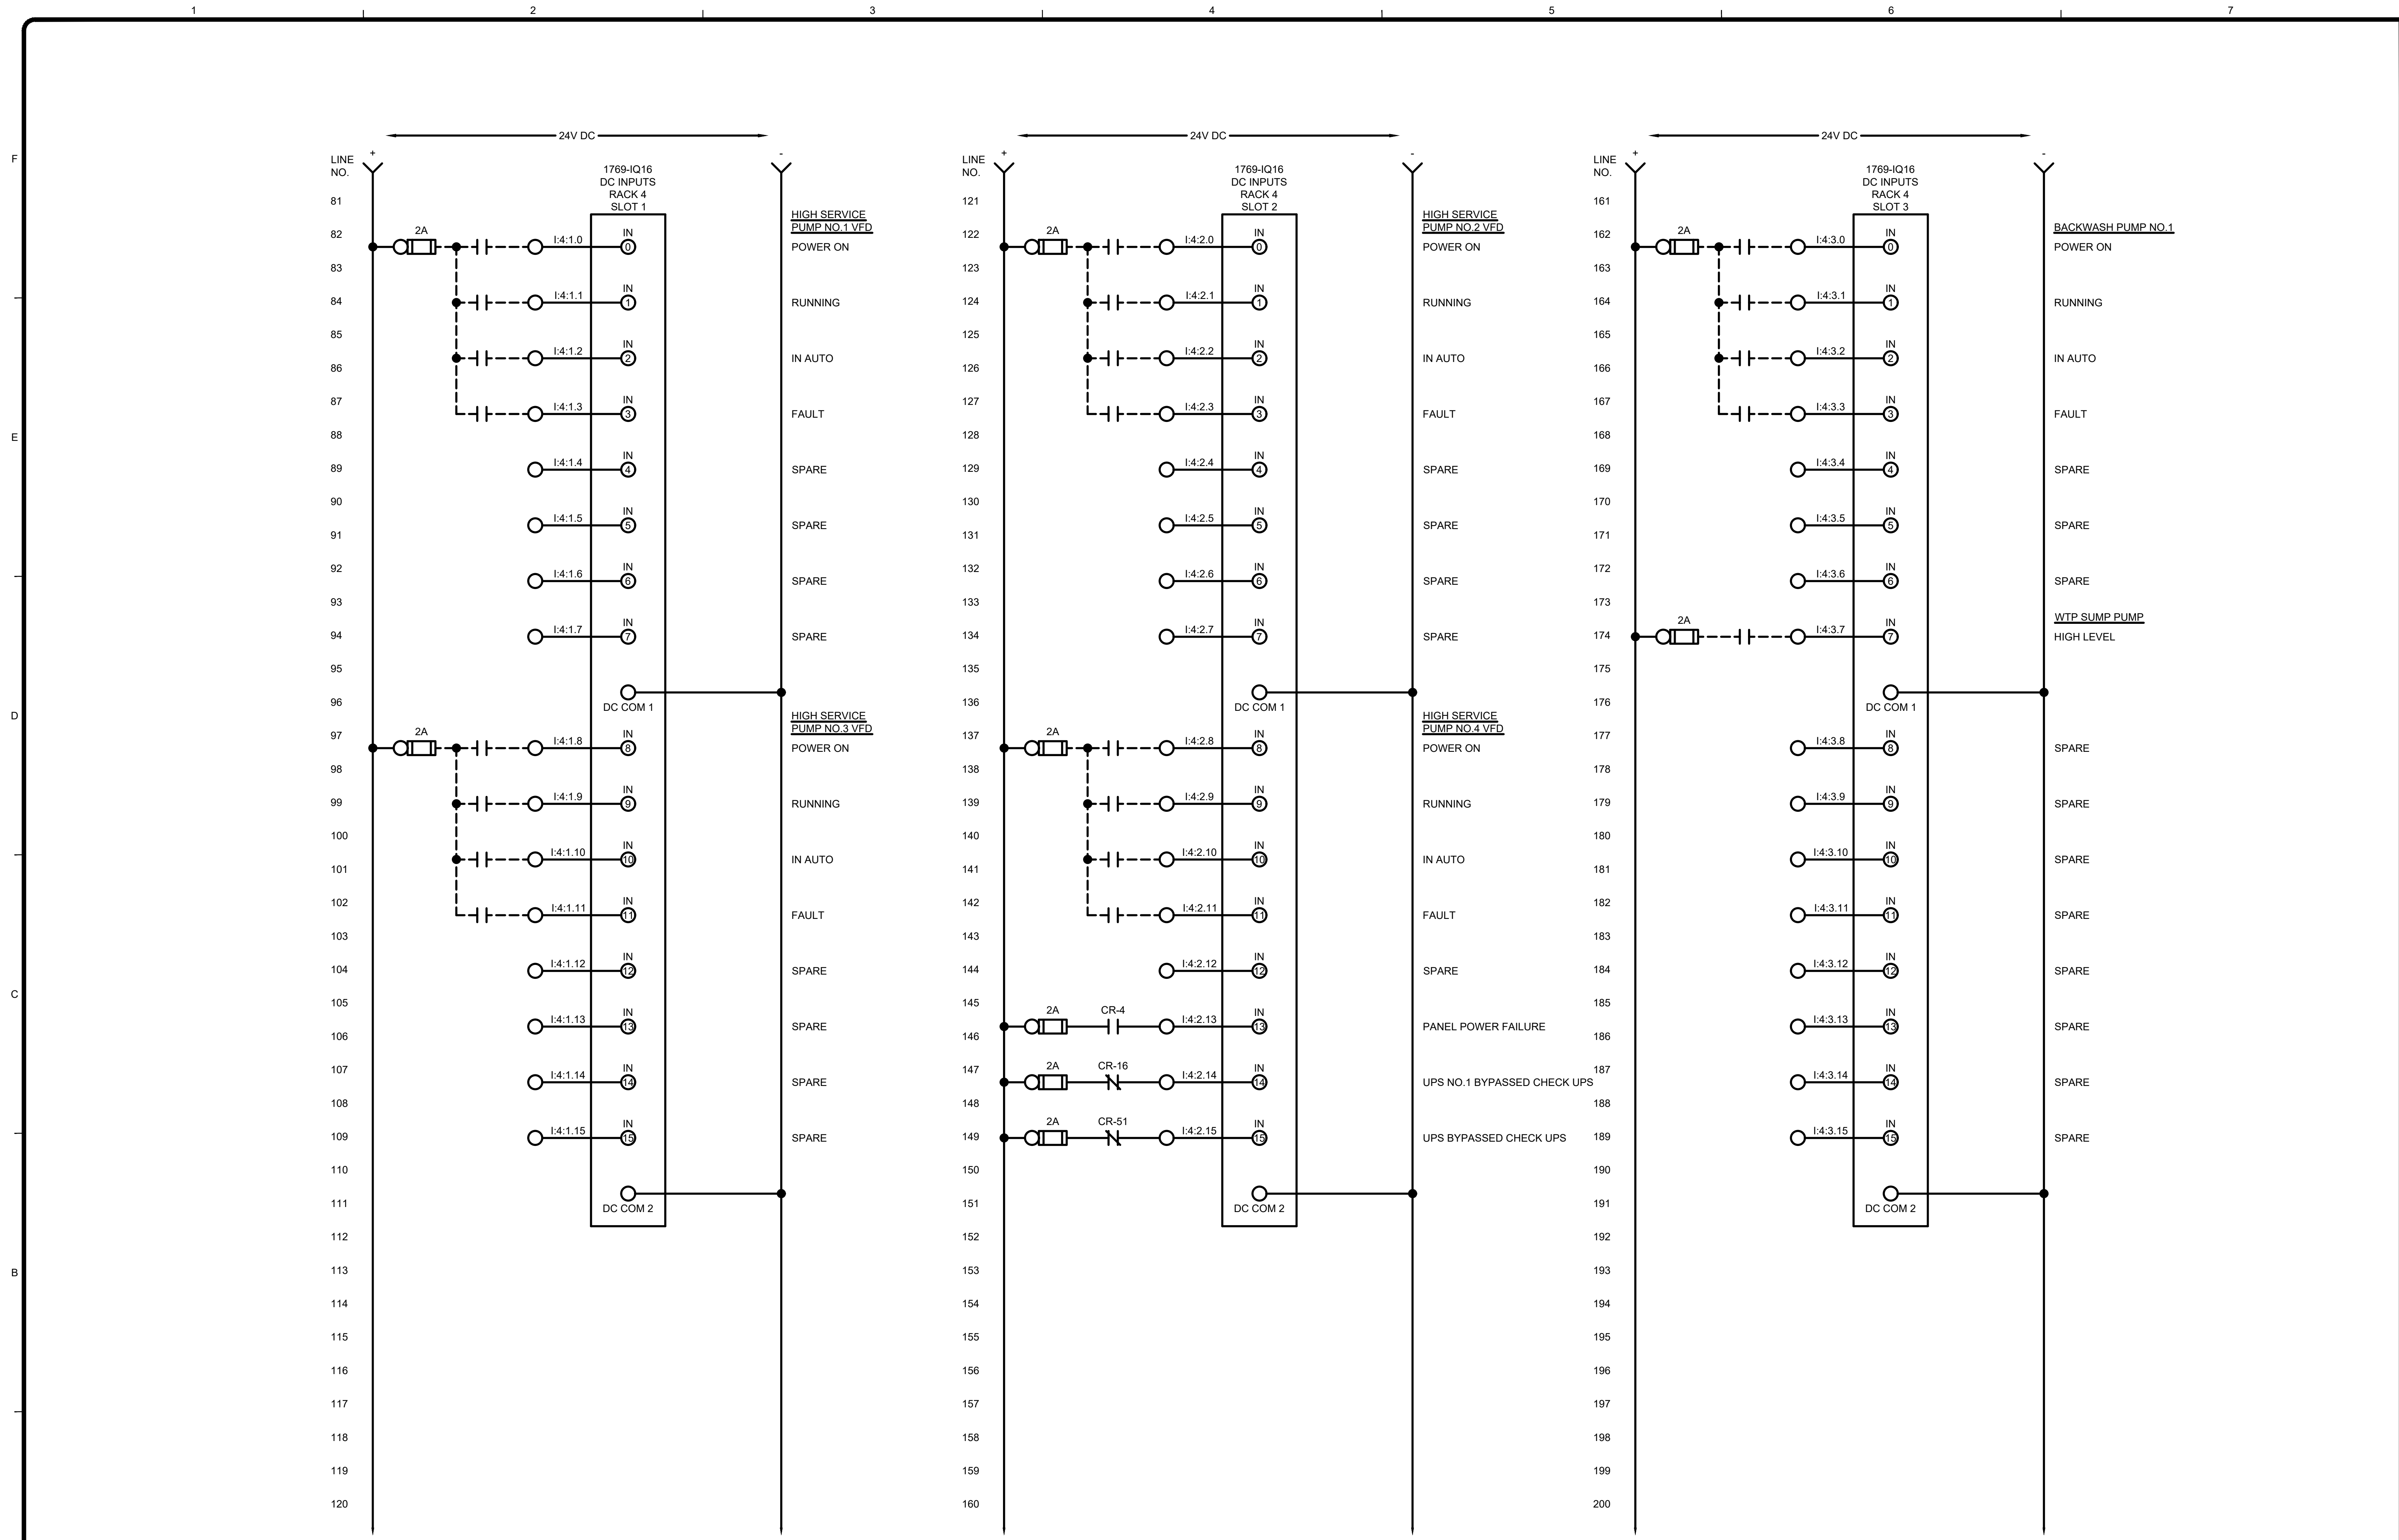 1 2 3 4 5 6 7
F
E
D
C
B
24V DC
+
-
LINE
NO.
1769-IQ16
DC INPUTS
RACK 4
SLOT 1
81
HIGH SERVICE
PUMP NO.1 VFD
82 2A I:4:1.0 IN 0 POWER ON
83
84 I:4:1.1 IN 1 RUNNING
85
86 I:4:1.2 IN 2 IN AUTO
87 I:4:1.3 IN 3 FAULT
88
89 I:4:1.4 IN 4 SPARE
90
91 I:4:1.5 IN 5 SPARE
92 I:4:1.6 IN 6 SPARE
93
94 I:4:1.7 IN 7 SPARE
95
96 DC COM 1
HIGH SERVICE
PUMP NO.3 VFD
97 2A I:4:1.8 IN 8 POWER ON
98
99 I:4:1.9 IN 9 RUNNING
100
101 I:4:1.10 IN 10 IN AUTO
102 I:4:1.11 IN 11 FAULT
103
104 I:4:1.12 IN 12 SPARE
105
106 I:4:1.13 IN 13 SPARE
107 I:4:1.14 IN 14 SPARE
108
109 I:4:1.15 IN 15 SPARE
110
111 DC COM 2
112
113
114
115
116
117
118
119
120
24V DC
+
-
LINE
NO.
1769-IQ16
DC INPUTS
RACK 4
SLOT 2
121
HIGH SERVICE
PUMP NO.2 VFD
122 2A I:4:2.0 IN 0 POWER ON
123
124 I:4:2.1 IN 1 RUNNING
125
126 I:4:2.2 IN 2 IN AUTO
127 I:4:2.3 IN 3 FAULT
128
129 I:4:2.4 IN 4 SPARE
130
131 I:4:2.5 IN 5 SPARE
132 I:4:2.6 IN 6 SPARE
133
134 I:4:2.7 IN 7 SPARE
135
136 DC COM 1
HIGH SERVICE
PUMP NO.4 VFD
137 2A I:4:2.8 IN 8 POWER ON
138
139 I:4:2.9 IN 9 RUNNING
140
141 I:4:2.10 IN 10 IN AUTO
142 I:4:2.11 IN 11 FAULT
143
144 I:4:2.12 IN 12 SPARE
145
146 2A CR-4 I:4:2.13 IN 13 PANEL POWER FAILURE
147 2A CR-16 I:4:2.14 IN 14 UPS NO.1 BYPASSED CHECK UPS
148
149 2A CR-51 I:4:2.15 IN 15 UPS BYPASSED CHECK UPS
150
151 DC COM 2
152
153
154
155
156
157
158
159
160
24V DC
+
-
LINE
NO.
1769-IQ16
DC INPUTS
RACK 4
SLOT 3
161
BACKWASH PUMP NO.1
162 2A I:4:3.0 IN 0 POWER ON
163
164 I:4:3.1 IN 1 RUNNING
165
166 I:4:3.2 IN 2 IN AUTO
167 I:4:3.3 IN 3 FAULT
168
169 I:4:3.4 IN 4 SPARE
170
171 I:4:3.5 IN 5 SPARE
172 I:4:3.6 IN 6 SPARE
173
WTP SUMP PUMP
174 2A I:4:3.7 IN 7 HIGH LEVEL
175
176 DC COM 1
177 I:4:3.8 IN 8 SPARE
178
179 I:4:3.9 IN 9 SPARE
180
181 I:4:3.10 IN 10 SPARE
182 I:4:3.11 IN 11 SPARE
183
184 I:4:3.12 IN 12 SPARE
185
186 I:4:3.13 IN 13 SPARE
187 I:4:3.14 IN 14 SPARE
188
189 I:4:3.15 IN 15 SPARE
190
191 DC COM 2
192
193
194
195
196
197
198
199
200